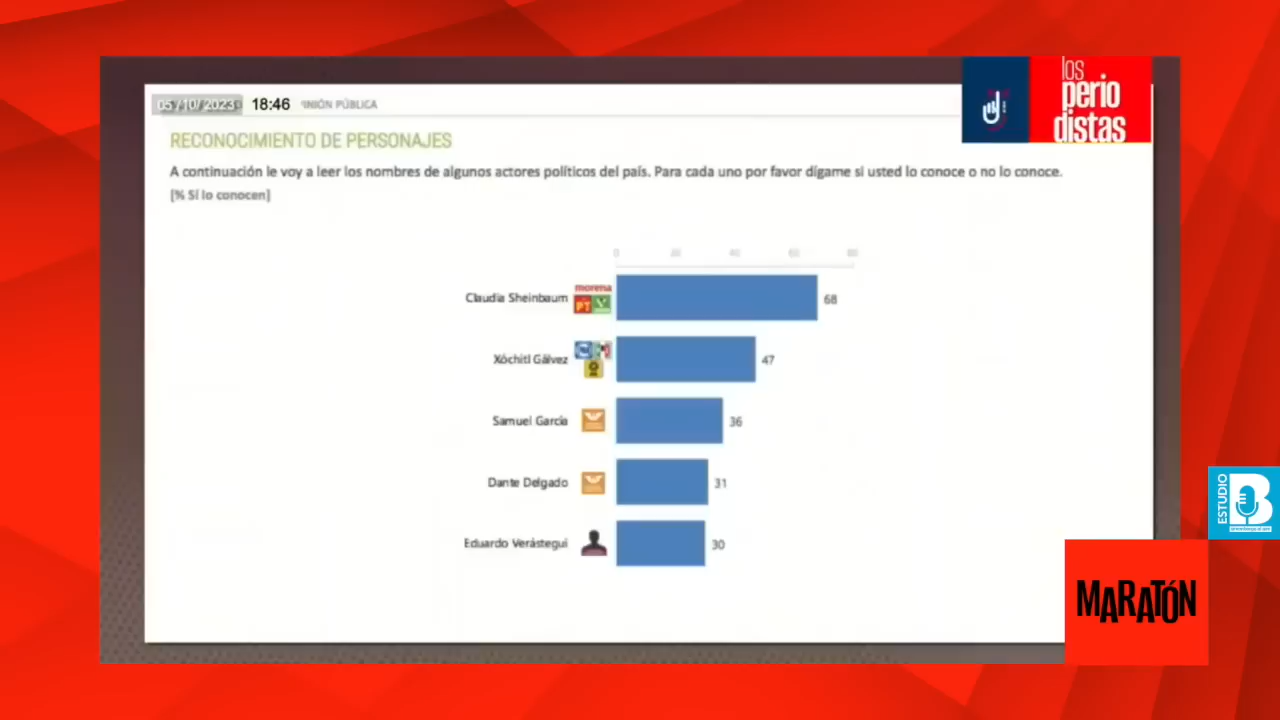 05/10/2023
18:46
INIÓN PÚBLICA
los
perio
distas
RECONOCIMIENTO DE PERSONAJES
A continuación le voy a leer los nombres de algunos actores políticos del país. Para cada uno por favor dígame si usted lo conoce o no lo conoce.
[% Sí lo conocen]
0 20 40 60 80
Claudia Sheinbaum morena PT 68
Xóchitl Gálvez 47
Samuel García 36
Dante Delgado 31
Eduardo Verástegui 30
ESTUDIO B
MARATÓN